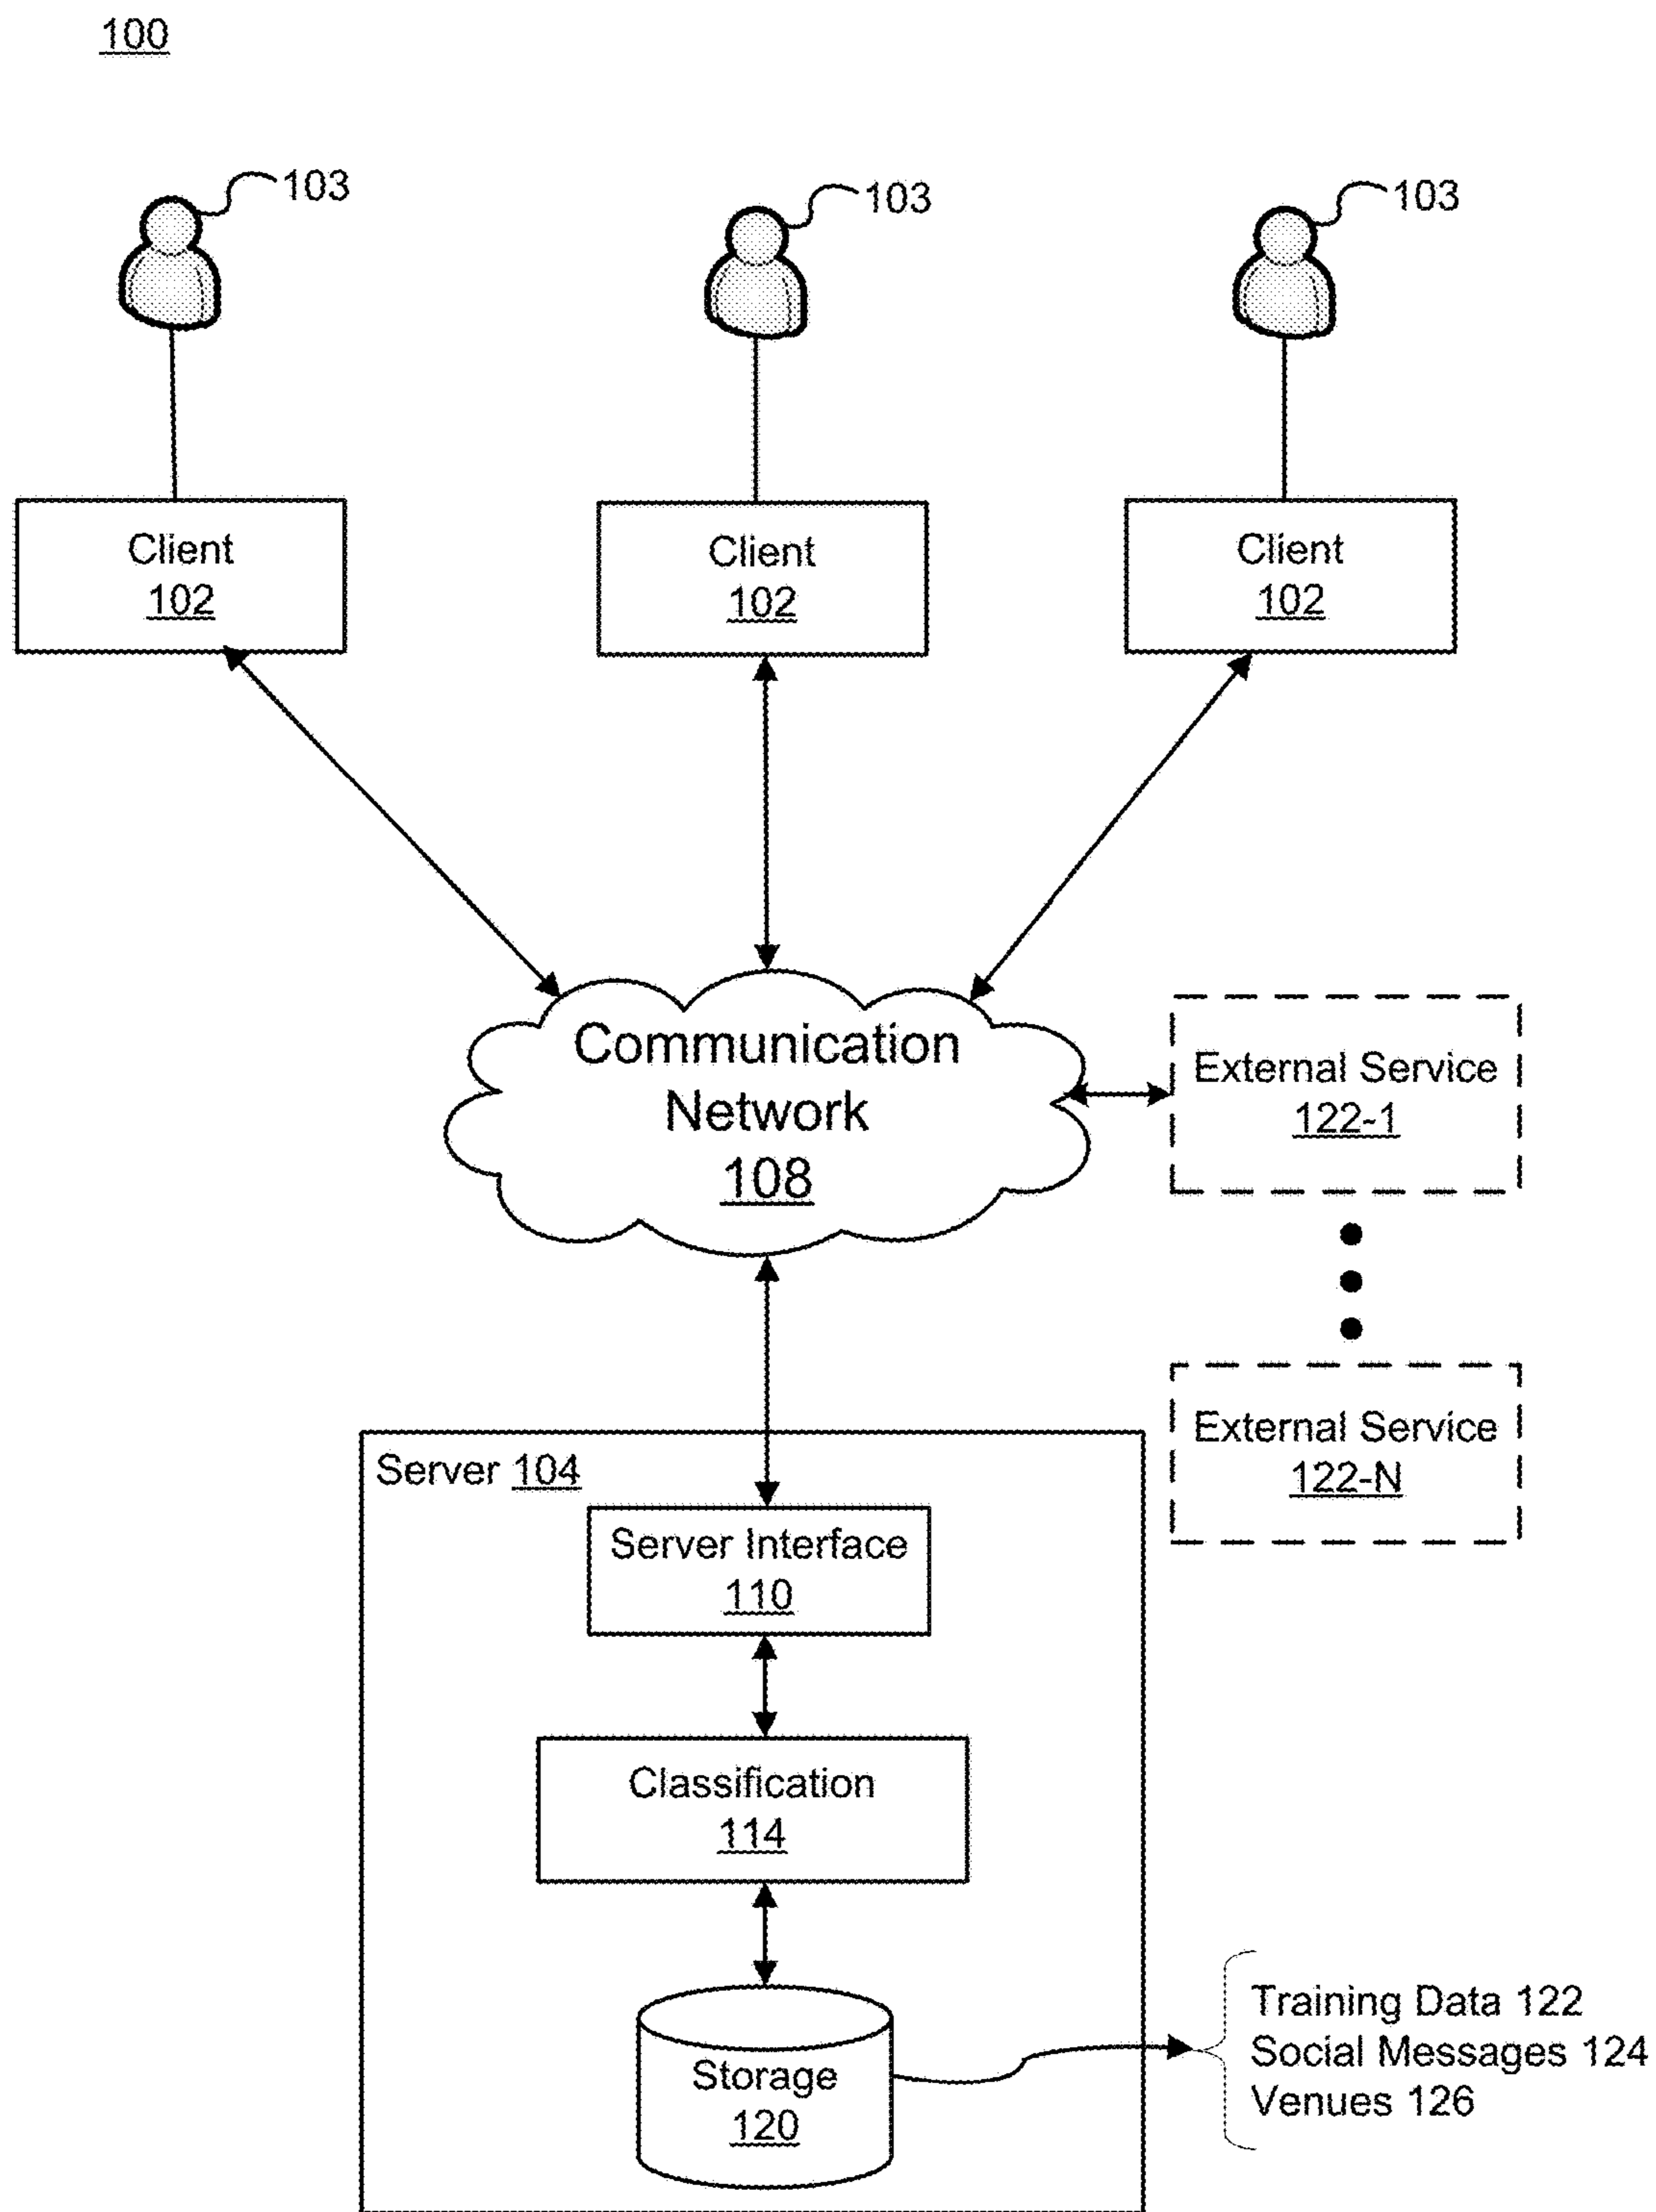 100
103
103
103
Client
102
Client
102
Client
102
Communication
Network
108
External Service
122-1
External Service
122-N
Server 104
Server Interface
110
Classification
114
Storage
120
Training Data 122
Social Messages 124
Venues 126